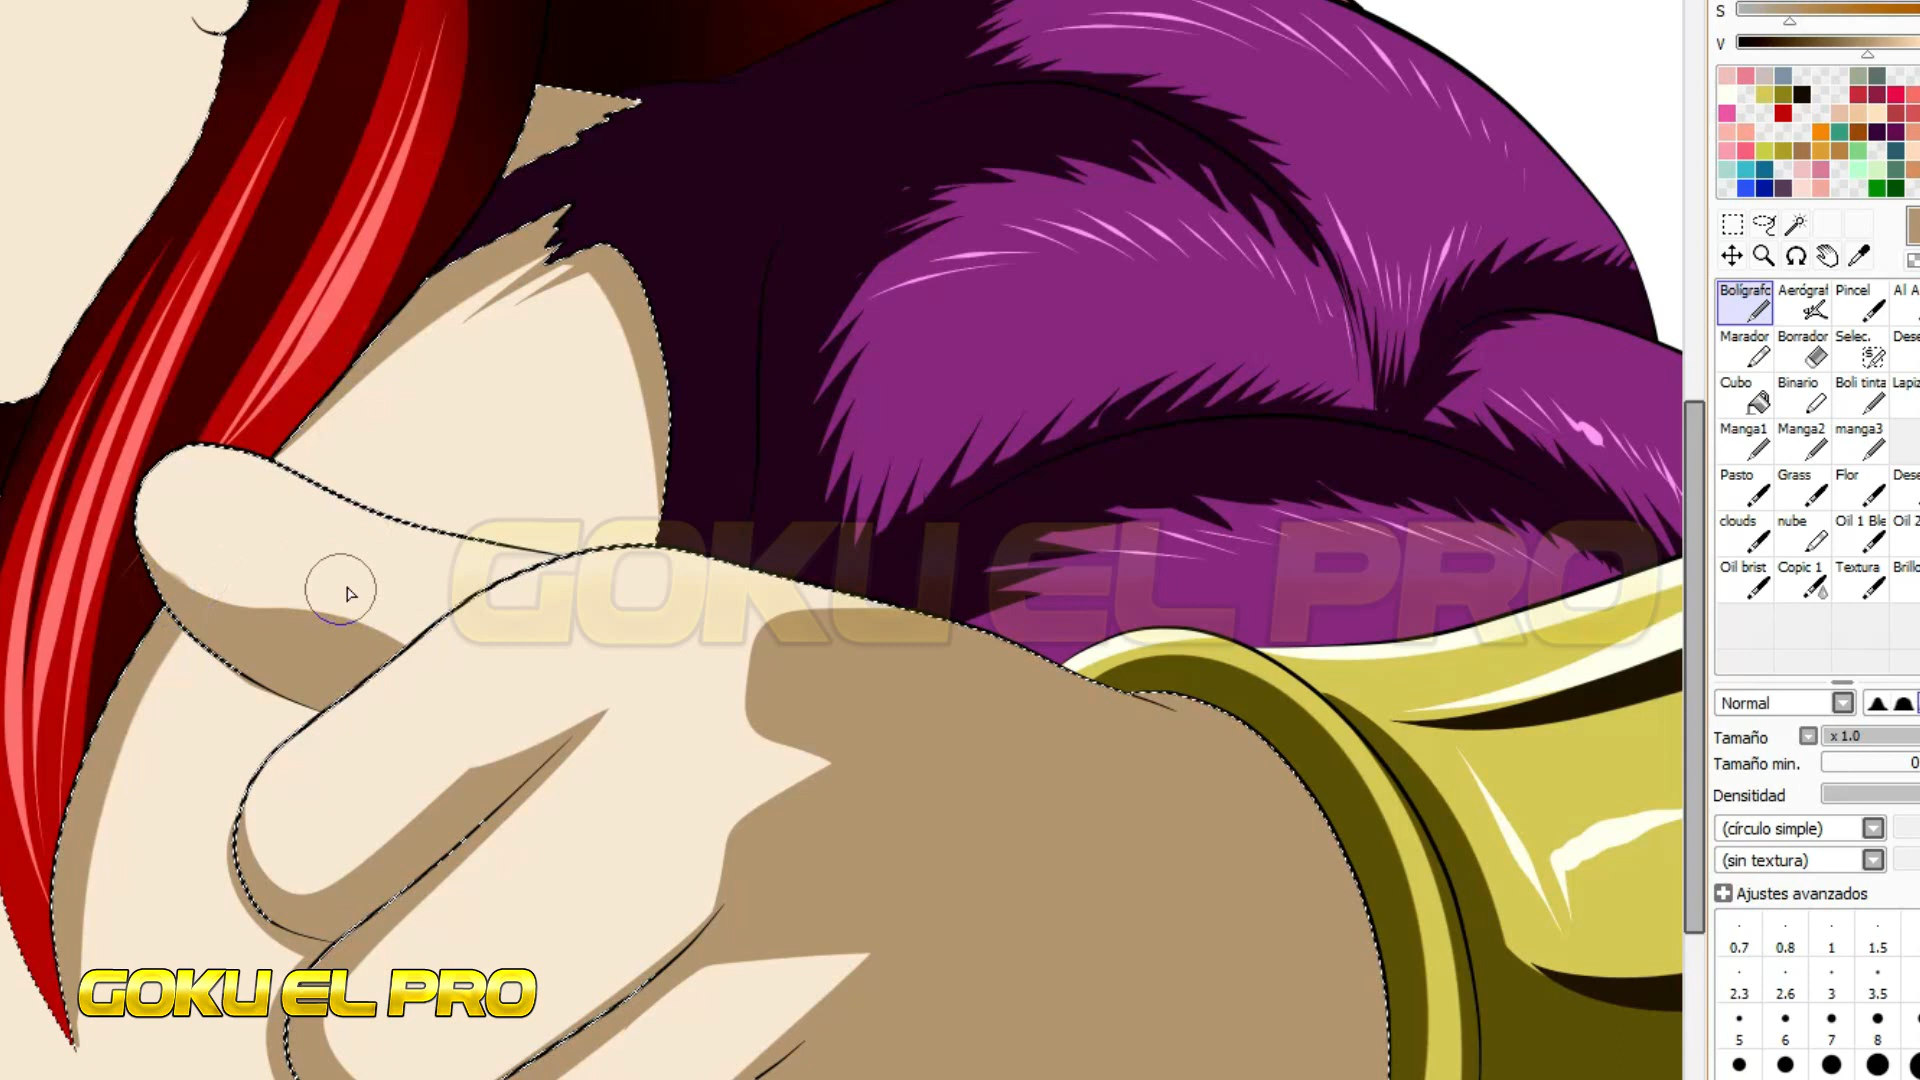 S
V
Bolígrafc Aerógraf Pincel Al A
Marador Borrador Selec. Dese
Cubo Binario Boli tinta Lapiz
Manga1 Manga2 manga3
Pasto Grass Flor Dese
clouds nube Oil 1 Ble Oil 2
Oil brist Copic 1 Textura Brillo
GOKU EL PRO
Normal
Tamaño x 1.0
Tamaño min. 0
Densitidad
(círculo simple)
(sin textura)
Ajustes avanzados
0.7 0.8 1 1.5
2.3 2.6 3 3.5
5 6 7 8
GOKU EL PRO